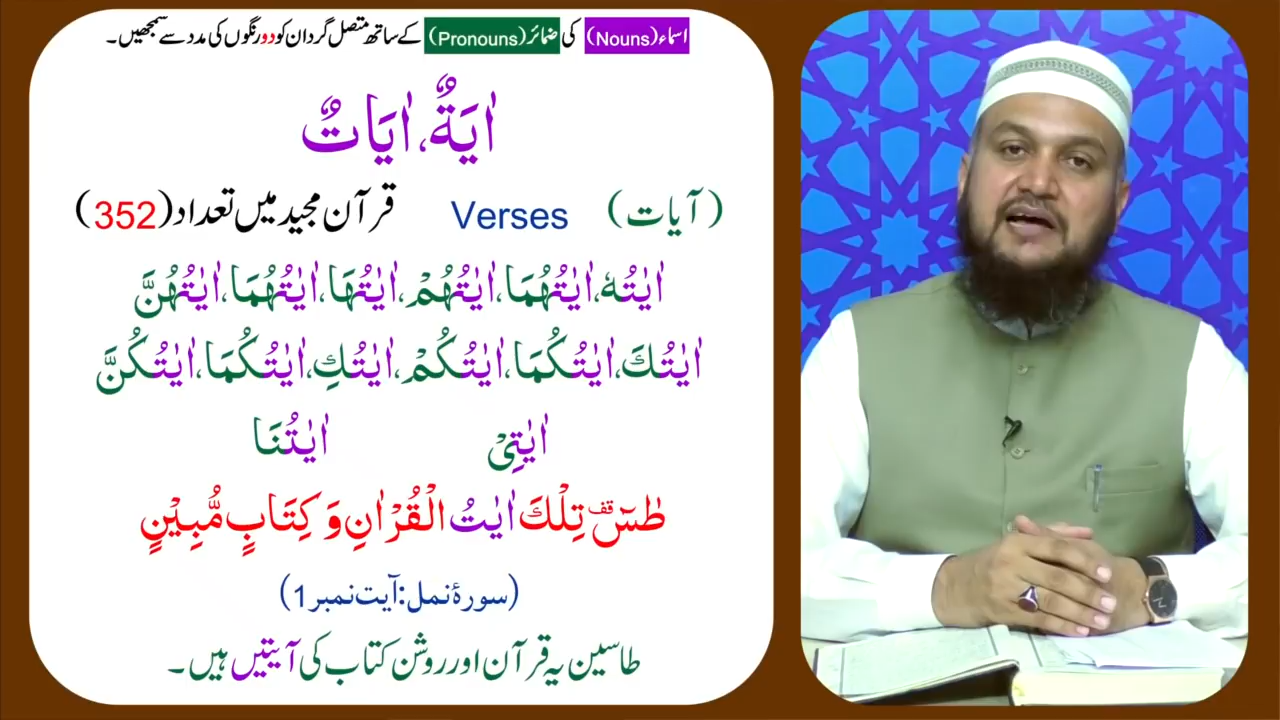 اسماء(Nouns) کی ضمائر(Pronouns) کے ساتھ متصل گردان کو دو رنگوں کی مدد سے سمجھیں۔
اٰیَةٌ، اٰیَاتٌ
(آیات) Verses قرآن مجید میں تعداد(352)
اٰیٰتُهٗ، اٰیٰتُهُمَا، اٰیٰتُهُمْ، اٰیٰتُهَا، اٰیٰتُهُمَا، اٰیٰتُهُنَّ
اٰیٰتُكَ، اٰیٰتُكُمَا، اٰیٰتُكُمْ، اٰیٰتُكِ، اٰیٰتُكُمَا، اٰیٰتُكُنَّ
اٰیٰتِیْ اٰیٰتُنَا
طٰسٓ قف تِلْكَ اٰیٰتُ الْقُرْاٰنِ وَ كِتَابٍ مُّبِیْنٍ
(سورۂ نمل: آیت نمبر 1)
طاسین یہ قرآن اور روشن کتاب کی آیتیں ہیں۔